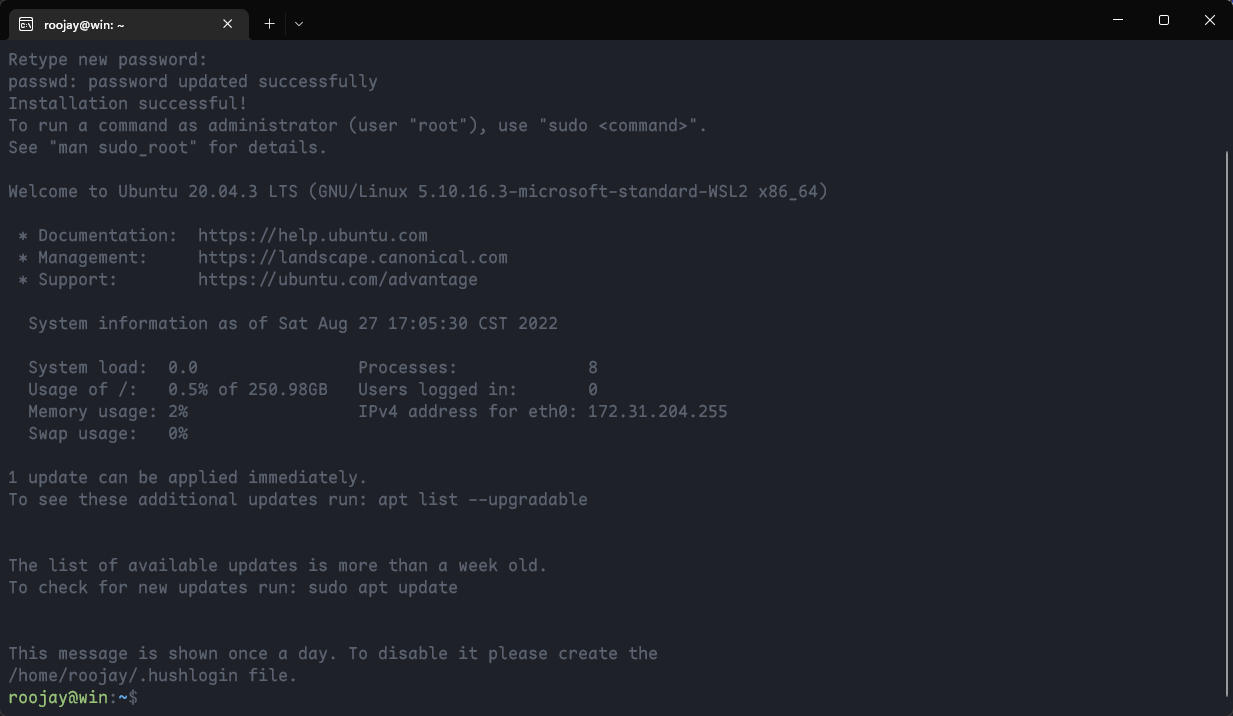 roojay@win: ~
Retype new password:
passwd: password updated successfully
Installation successful!
To run a command as administrator (user "root"), use "sudo <command>".
See "man sudo_root" for details.
Welcome to Ubuntu 20.04.3 LTS (GNU/Linux 5.10.16.3-microsoft-standard-WSL2 x86_64)
* Documentation:  https://help.ubuntu.com
* Management:     https://landscape.canonical.com
* Support:        https://ubuntu.com/advantage
System information as of Sat Aug 27 17:05:30 CST 2022
System load:  0.0                Processes:             8
Usage of /:   0.5% of 250.98GB   Users logged in:       0
Memory usage: 2%                 IPv4 address for eth0: 172.31.204.255
Swap usage:   0%
1 update can be applied immediately.
To see these additional updates run: apt list --upgradable
The list of available updates is more than a week old.
To check for new updates run: sudo apt update
This message is shown once a day. To disable it please create the
/home/roojay/.hushlogin file.
roojay@win:~$